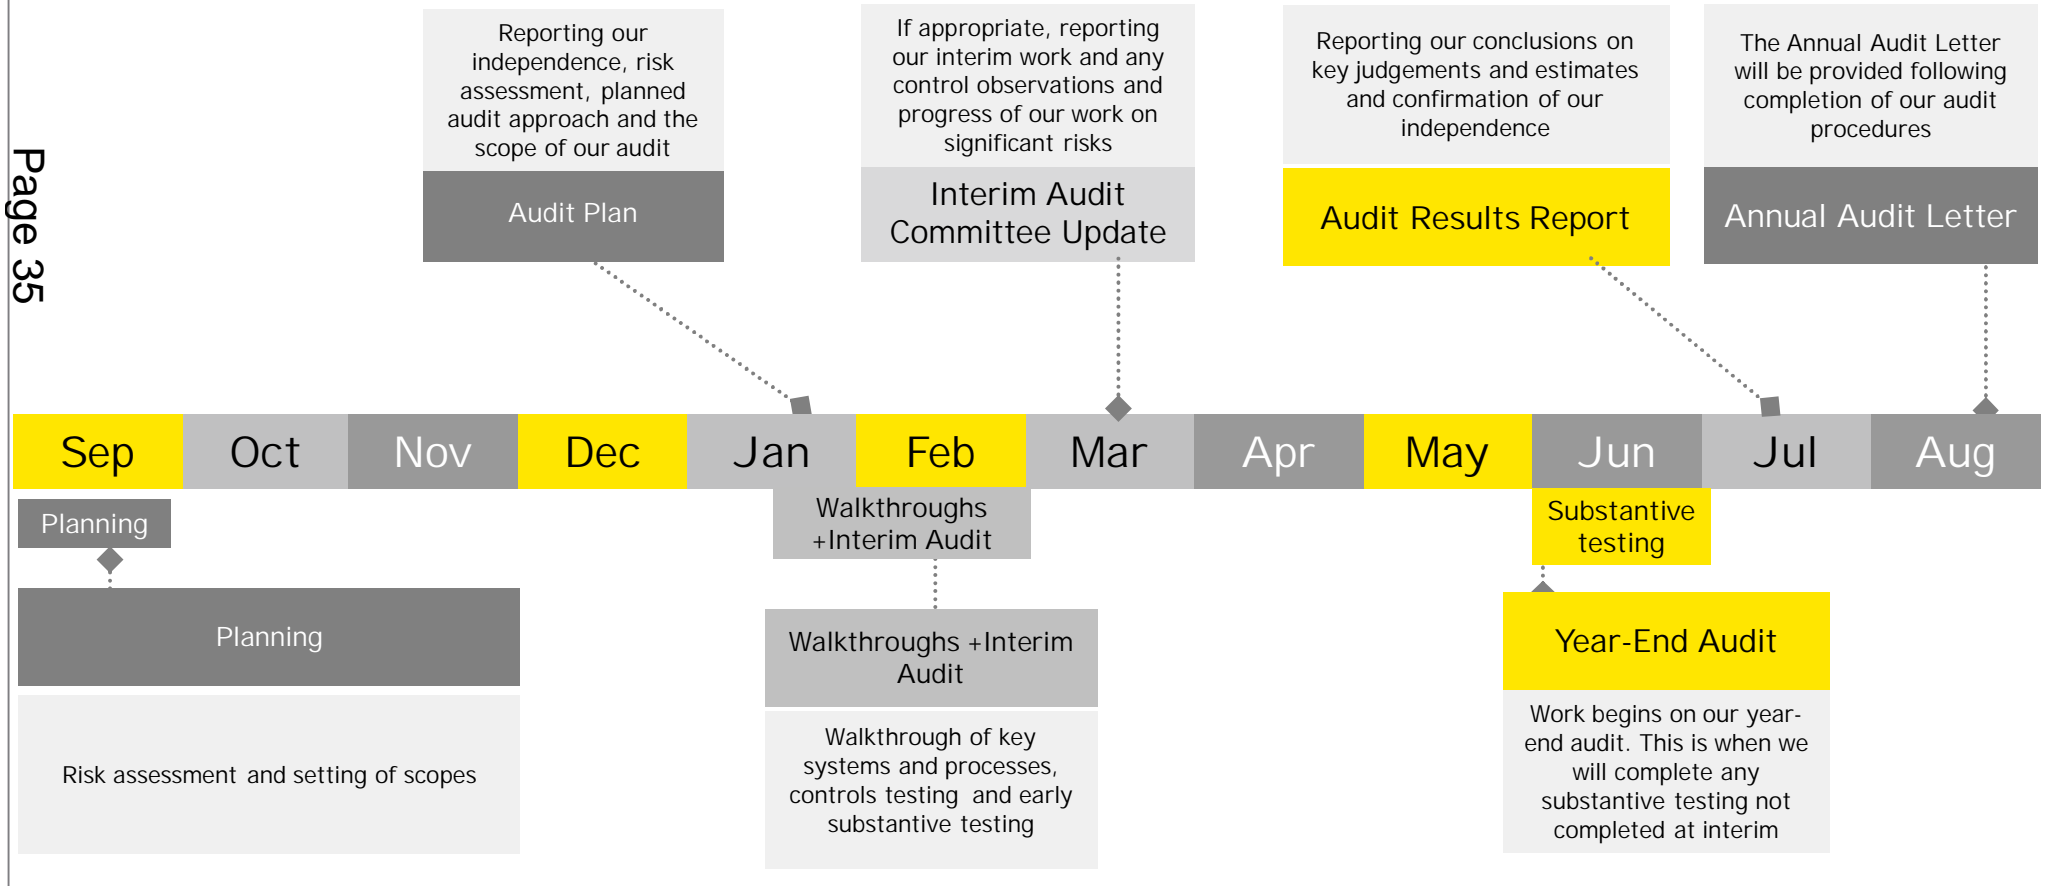 Page 35
Reporting our
independence, risk
assessment, planned
audit approach and the
scope of our audit
Audit Plan
If appropriate, reporting
our interim work and any
control observations and
progress of our work on
significant risks
Interim Audit
Committee Update
Reporting our conclusions on
key judgements and estimates
and confirmation of our
independence
Audit Results Report
The Annual Audit Letter
will be provided following
completion of our audit
procedures
Annual Audit Letter
Sep Oct Nov Dec Jan Feb Mar Apr May Jun Jul Aug
Planning
Planning
Risk assessment and setting of scopes
Walkthroughs
+Interim Audit
Walkthroughs +Interim
Audit
Walkthrough of key
systems and processes,
controls testing and early
substantive testing
Substantive
testing
Year-End Audit
Work begins on our year-
end audit. This is when we
will complete any
substantive testing not
completed at interim